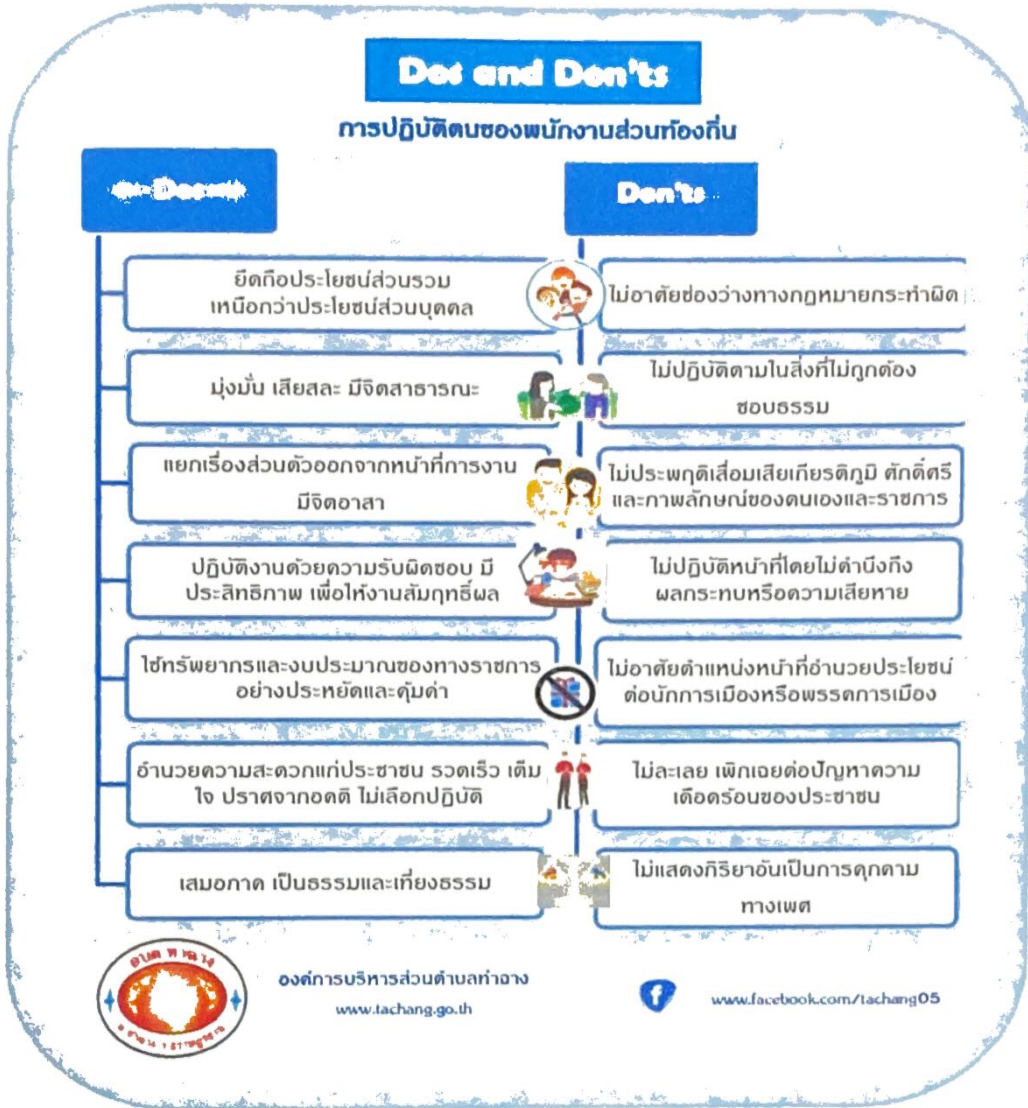 Dos and Don'ts
การปฏิบัติตนของพนักงานส่วนท้องถิ่น
Dos
ยึดถือประโยชน์ส่วนรวม
เหนือกว่าประโยชน์ส่วนบุคคล
มุ่งมั่น เสียสละ มีจิตสาธารณะ
แยกเรื่องส่วนตัวออกจากหน้าที่การงาน
มีจิตอาสา
ปฏิบัติงานด้วยความรับผิดชอบ มี
ประสิทธิภาพ เพื่อให้งานสัมฤทธิ์ผล
ใช้ทรัพยากรและงบประมาณของทางราชการ
อย่างประหยัดและคุ้มค่า
อำนวยความสะดวกแก่ประชาชน รวดเร็ว เต็ม
ใจ ปราศจากอคติ ไม่เลือกปฏิบัติ
เสมอภาค เป็นธรรมและเที่ยงธรรม
Don'ts
ไม่อาศัยช่องว่างทางกฎหมายกระทำผิด
ไม่ปฏิบัติตามในสิ่งที่ไม่ถูกต้อง
ชอบธรรม
ไม่ประพฤติเสื่อมเสียเกียรติภูมิ ศักดิ์ศรี
และภาพลักษณ์ของตนเองและราชการ
ไม่ปฏิบัติหน้าที่โดยไม่คำนึงถึง
ผลกระทบหรือความเสียหาย
ไม่อาศัยตำแหน่งหน้าที่อำนวยประโยชน์
ต่อนักการเมืองหรือพรรคการเมือง
ไม่ละเลย เพิกเฉยต่อปัญหาความ
เดือดร้อนของประชาชน
ไม่แสดงกิริยาอันเป็นการคุกคาม
ทางเพศ
องค์การบริหารส่วนตำบลท่าฉาง
www.tachang.go.th
www.facebook.com/tachang05